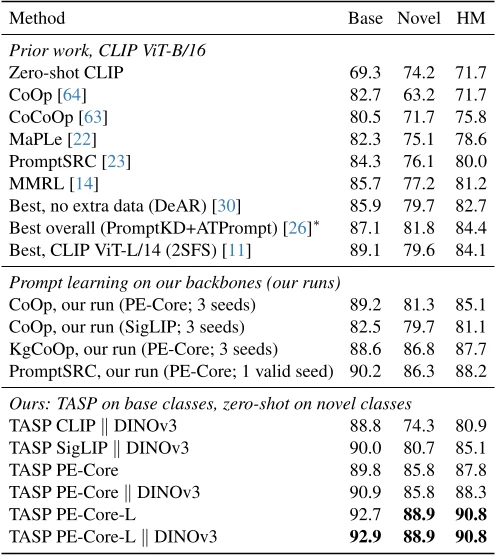 Method Base Novel HM
Prior work, CLIP ViT-B/16
Zero-shot CLIP 69.3 74.2 71.7
CoOp [64] 82.7 63.2 71.7
CoCoOp [63] 80.5 71.7 75.8
MaPLe [22] 82.3 75.1 78.6
PromptSRC [23] 84.3 76.1 80.0
MMRL [14] 85.7 77.2 81.2
Best, no extra data (DeAR) [30] 85.9 79.7 82.7
Best overall (PromptKD+ATPrompt) [26]* 87.1 81.8 84.4
Best, CLIP ViT-L/14 (2SFS) [11] 89.1 79.6 84.1
Prompt learning on our backbones (our runs)
CoOp, our run (PE-Core; 3 seeds) 89.2 81.3 85.1
CoOp, our run (SigLIP; 3 seeds) 82.5 79.7 81.1
KgCoOp, our run (PE-Core; 3 seeds) 88.6 86.8 87.7
PromptSRC, our run (PE-Core; 1 valid seed) 90.2 86.3 88.2
Ours: TASP on base classes, zero-shot on novel classes
TASP CLIP ∥ DINOv3 88.8 74.3 80.9
TASP SigLIP ∥ DINOv3 90.0 80.7 85.1
TASP PE-Core 89.8 85.8 87.8
TASP PE-Core ∥ DINOv3 90.9 85.8 88.3
TASP PE-Core-L 92.7 88.9 90.8
TASP PE-Core-L ∥ DINOv3 92.9 88.9 90.8